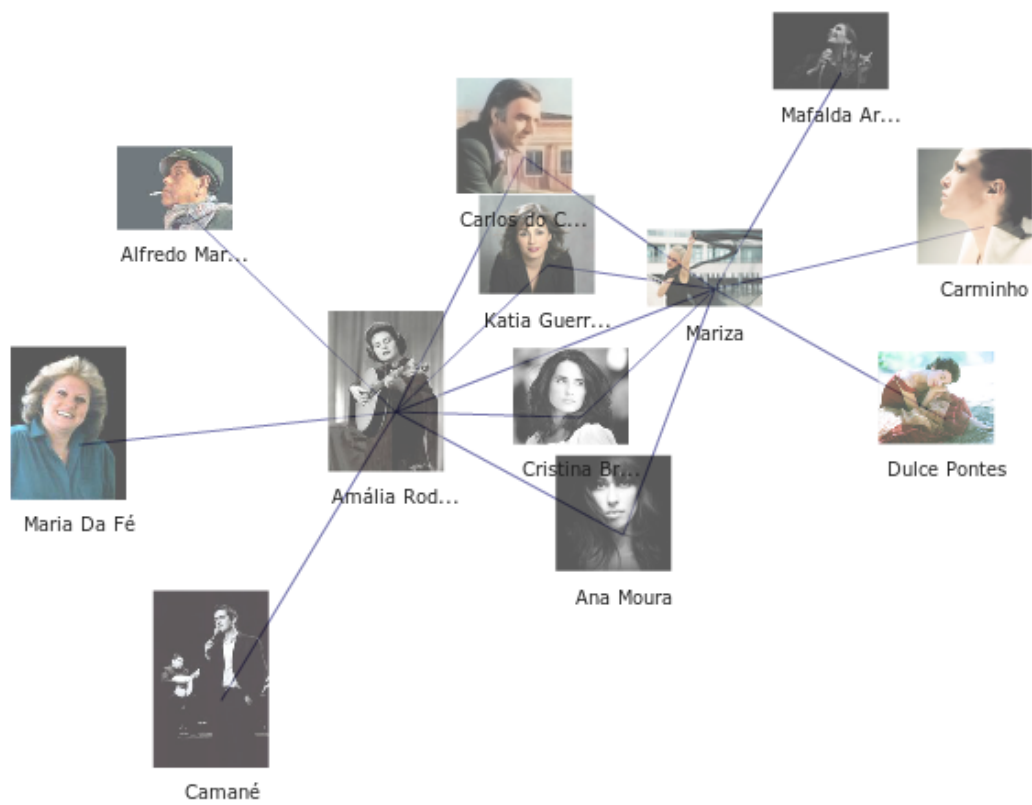 Mafalda Ar...
Carlos do C...
Alfredo Mar...
Carminho
Katia Guerr...
Mariza
Cristina Br...
Dulce Pontes
Amália Rod...
Maria Da Fé
Ana Moura
Camané